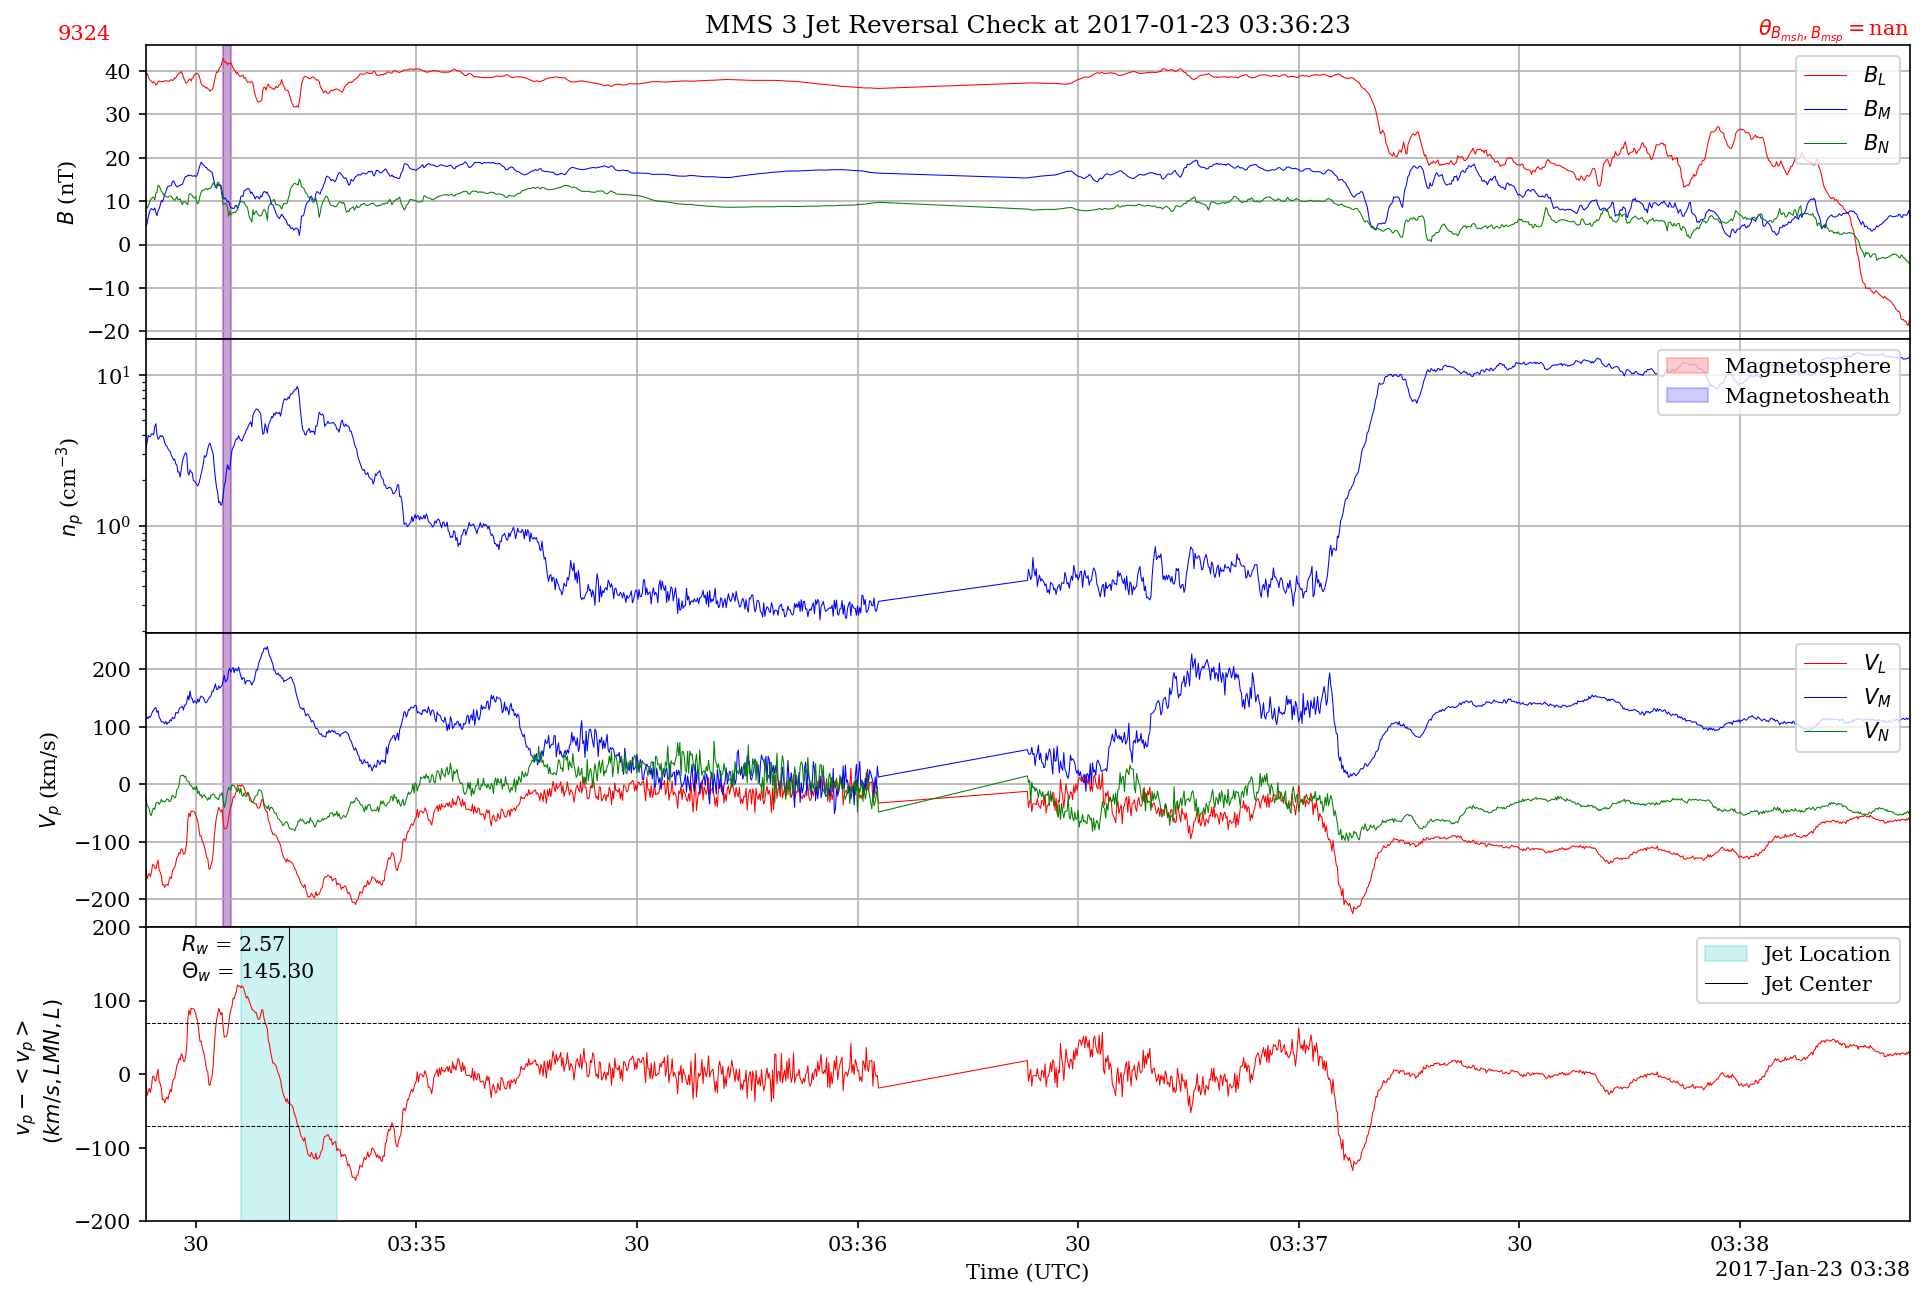 9324
MMS 3 Jet Reversal Check at 2017-01-23 03:36:23
θ_{B_{msh}, B_{msp}} = nan
40
30
20
10
0
−10
−20
B (nT)
B_L
B_M
B_N
10^1
10^0
n_p (cm^{−3})
Magnetosphere
Magnetosheath
200
100
0
−100
−200
V_p (km/s)
V_L
V_M
V_N
200
100
0
−100
−200
v_p − < v_p >
(km/s, LMN, L)
R_w = 2.57
Θ_w = 145.30
Jet Location
Jet Center
30
03:35
30
03:36
30
03:37
30
03:38
Time (UTC)
2017-Jan-23 03:38